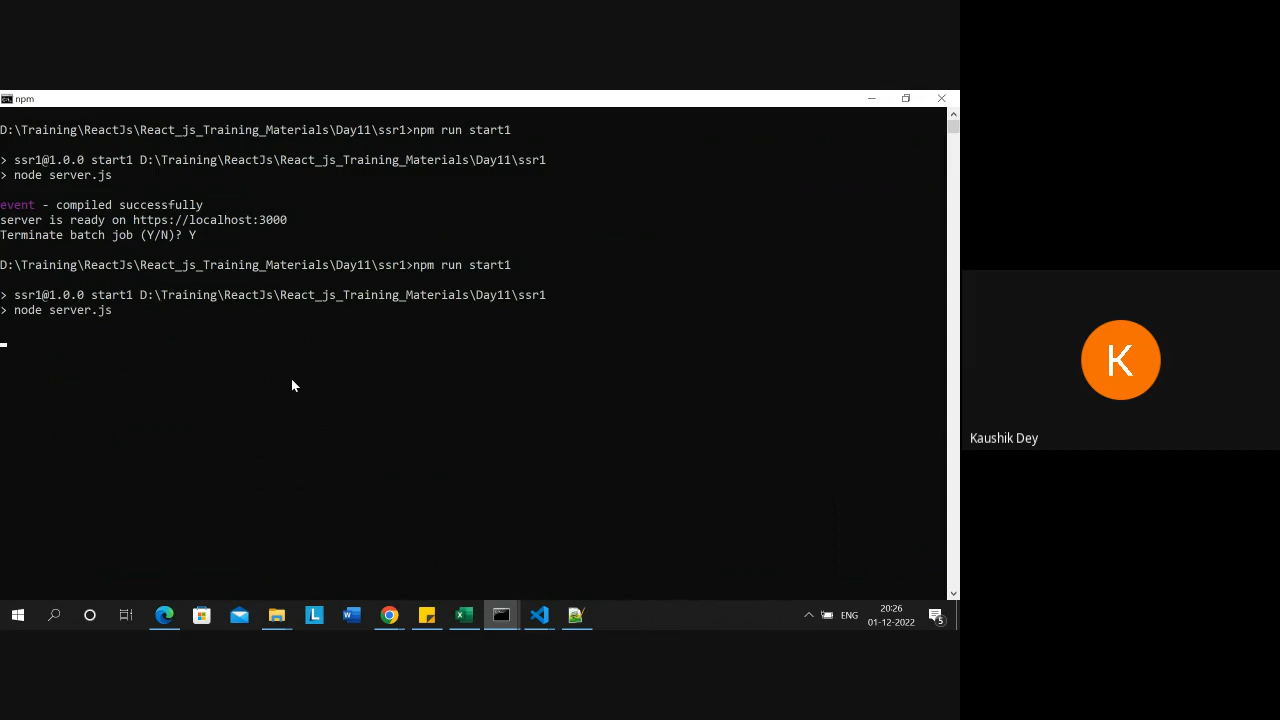 npm
D:\Training\ReactJs\React_js_Training_Materials\Day11\ssr1>npm run start1
> ssr1@1.0.0 start1 D:\Training\ReactJs\React_js_Training_Materials\Day11\ssr1
> node server.js
event - compiled successfully
server is ready on https://localhost:3000
Terminate batch job (Y/N)? Y
D:\Training\ReactJs\React_js_Training_Materials\Day11\ssr1>npm run start1
> ssr1@1.0.0 start1 D:\Training\ReactJs\React_js_Training_Materials\Day11\ssr1
> node server.js
K
Kaushik Dey
L
W
ENG
20:26
01-12-2022
5